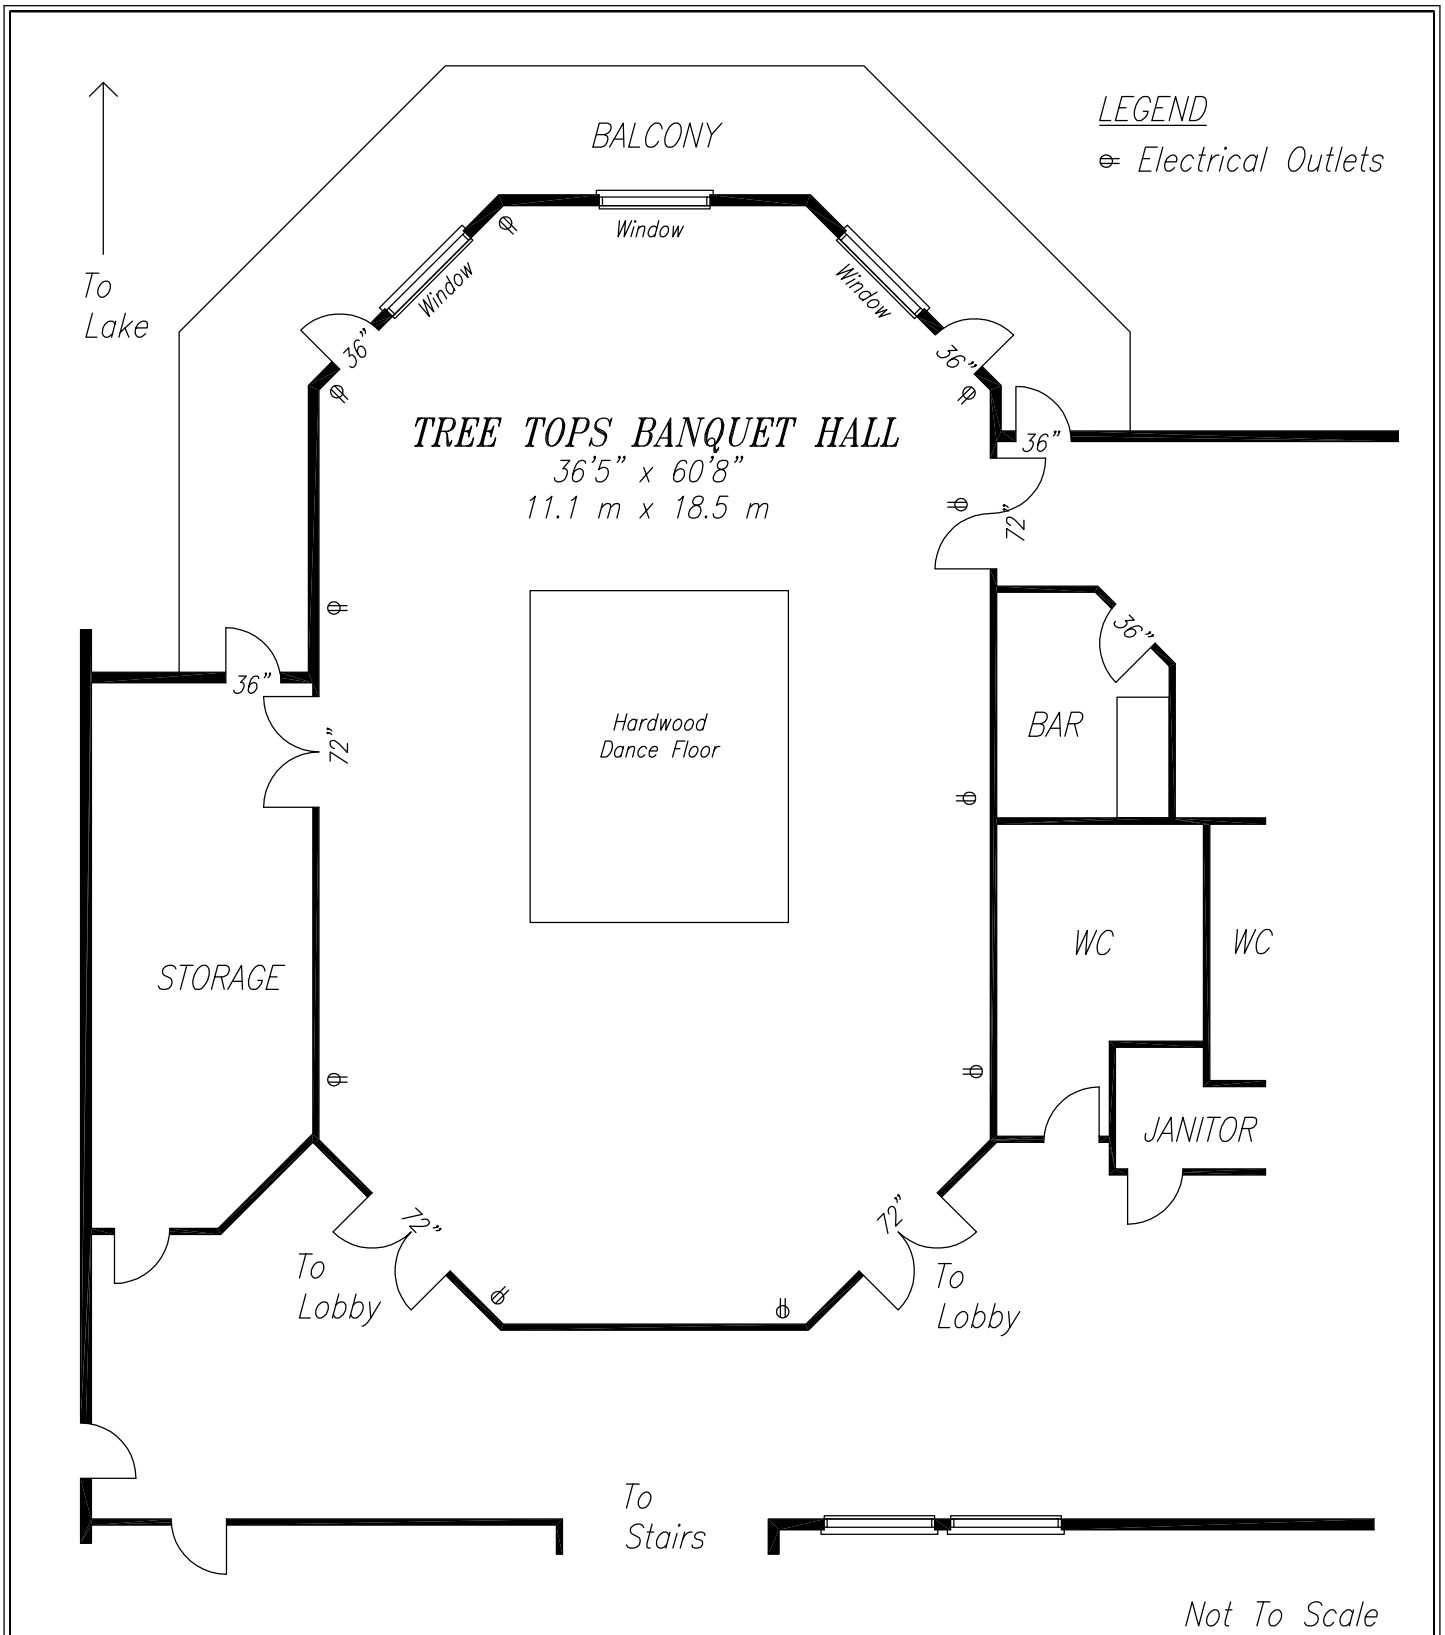 LEGEND
Electrical Outlets
BALCONY
To
Lake
Window
Window
Window
36"
36"
TREE TOPS BANQUET HALL
36'5" x 60'8"
11.1 m x 18.5 m
36"
72"
36"
36"
72"
Hardwood
Dance Floor
BAR
STORAGE
WC
WC
JANITOR
72"
72"
To
Lobby
To
Lobby
To
Stairs
Not To Scale